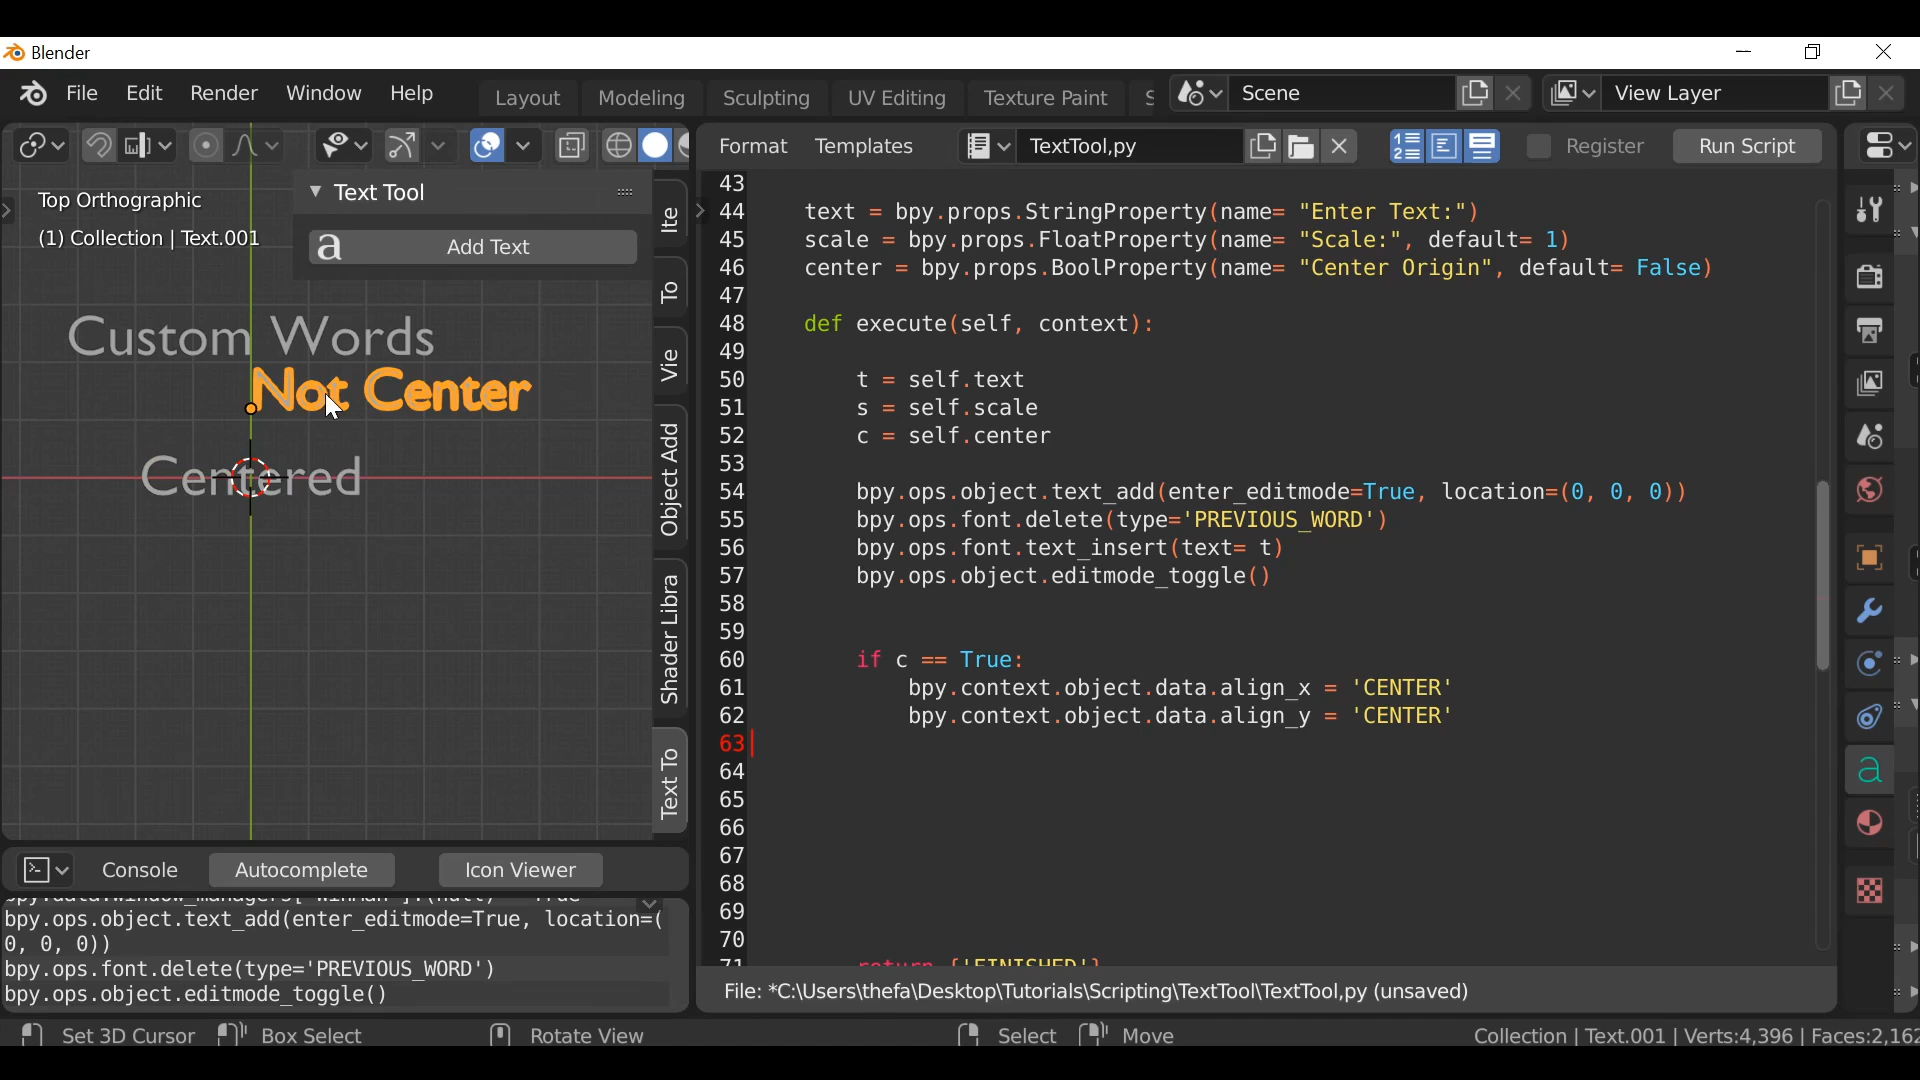 Blender
File Edit Render Window Help Layout Modeling Sculpting UV Editing Texture Paint S Scene View Layer
Format Templates TextTool,py Register Run Script
Top Orthographic
(1) Collection | Text.001
Text Tool
a Add Text
Custom Words
Not Center
Centered
Ite
To
Vie
Object Add
Shader Libra
Text To
43
44 text = bpy.props.StringProperty(name= "Enter Text:")
45 scale = bpy.props.FloatProperty(name= "Scale:", default= 1)
46 center = bpy.props.BoolProperty(name= "Center Origin", default= False)
47
48 def execute(self, context):
49
50 t = self.text
51 s = self.scale
52 c = self.center
53
54 bpy.ops.object.text_add(enter_editmode=True, location=(0, 0, 0))
55 bpy.ops.font.delete(type='PREVIOUS_WORD')
56 bpy.ops.font.text_insert(text= t)
57 bpy.ops.object.editmode_toggle()
58
59
60 if c == True:
61 bpy.context.object.data.align_x = 'CENTER'
62 bpy.context.object.data.align_y = 'CENTER'
63
64
65
66
67
68
69
70
71 return {'FINISHED'}
File: *C:\Users\thefa\Desktop\Tutorials\Scripting\TextTool\TextTool,py (unsaved)
Console Autocomplete Icon Viewer
bpy.ops.object.text_add(enter_editmode=True, location=(
0, 0, 0))
bpy.ops.font.delete(type='PREVIOUS_WORD')
bpy.ops.object.editmode_toggle()
Set 3D Cursor Box Select Rotate View Select Move Collection | Text.001 | Verts:4,396 | Faces:2,162